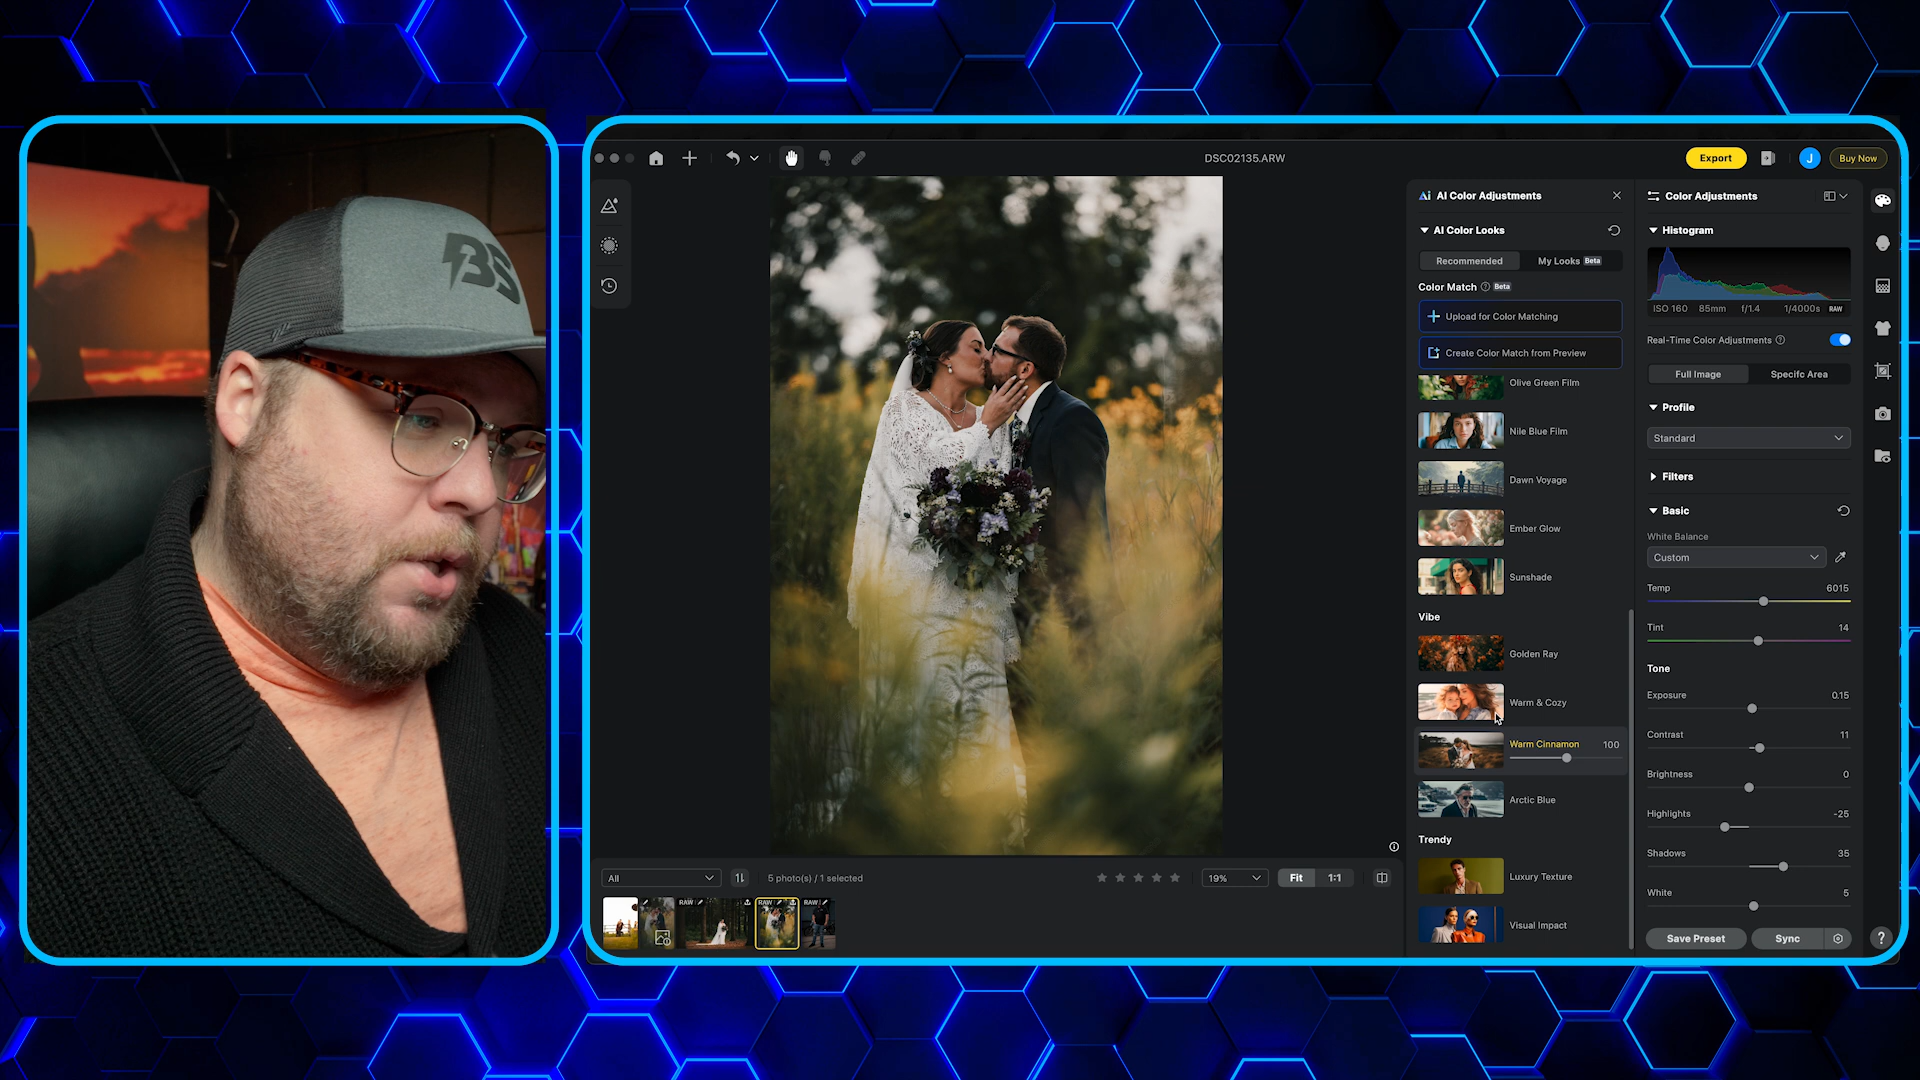 BS
DSC02135.ARW
Export
J
Buy Now
Ai AI Color Adjustments
AI Color Looks
Recommended
My Looks Beta
Color Match ? Beta
Upload for Color Matching
Create Color Match from Preview
Olive Green Film
Nile Blue Film
Dawn Voyage
Ember Glow
Sunshade
Vibe
Golden Ray
Warm & Cozy
Warm Cinnamon 100
Arctic Blue
Trendy
Luxury Texture
Visual Impact
Color Adjustments
Histogram
ISO 160 85mm f/1.4 1/4000s RAW
Real-Time Color Adjustments ?
Full Image Specifc Area
Profile
Standard
Filters
Basic
White Balance
Custom
Temp 6015
Tint 14
Tone
Exposure 0.15
Contrast 11
Brightness 0
Highlights -25
Shadows 35
White 5
Save Preset Sync ?
All
5 photo(s) / 1 selected
19%
Fit 1:1
RAW
RAW
RAW